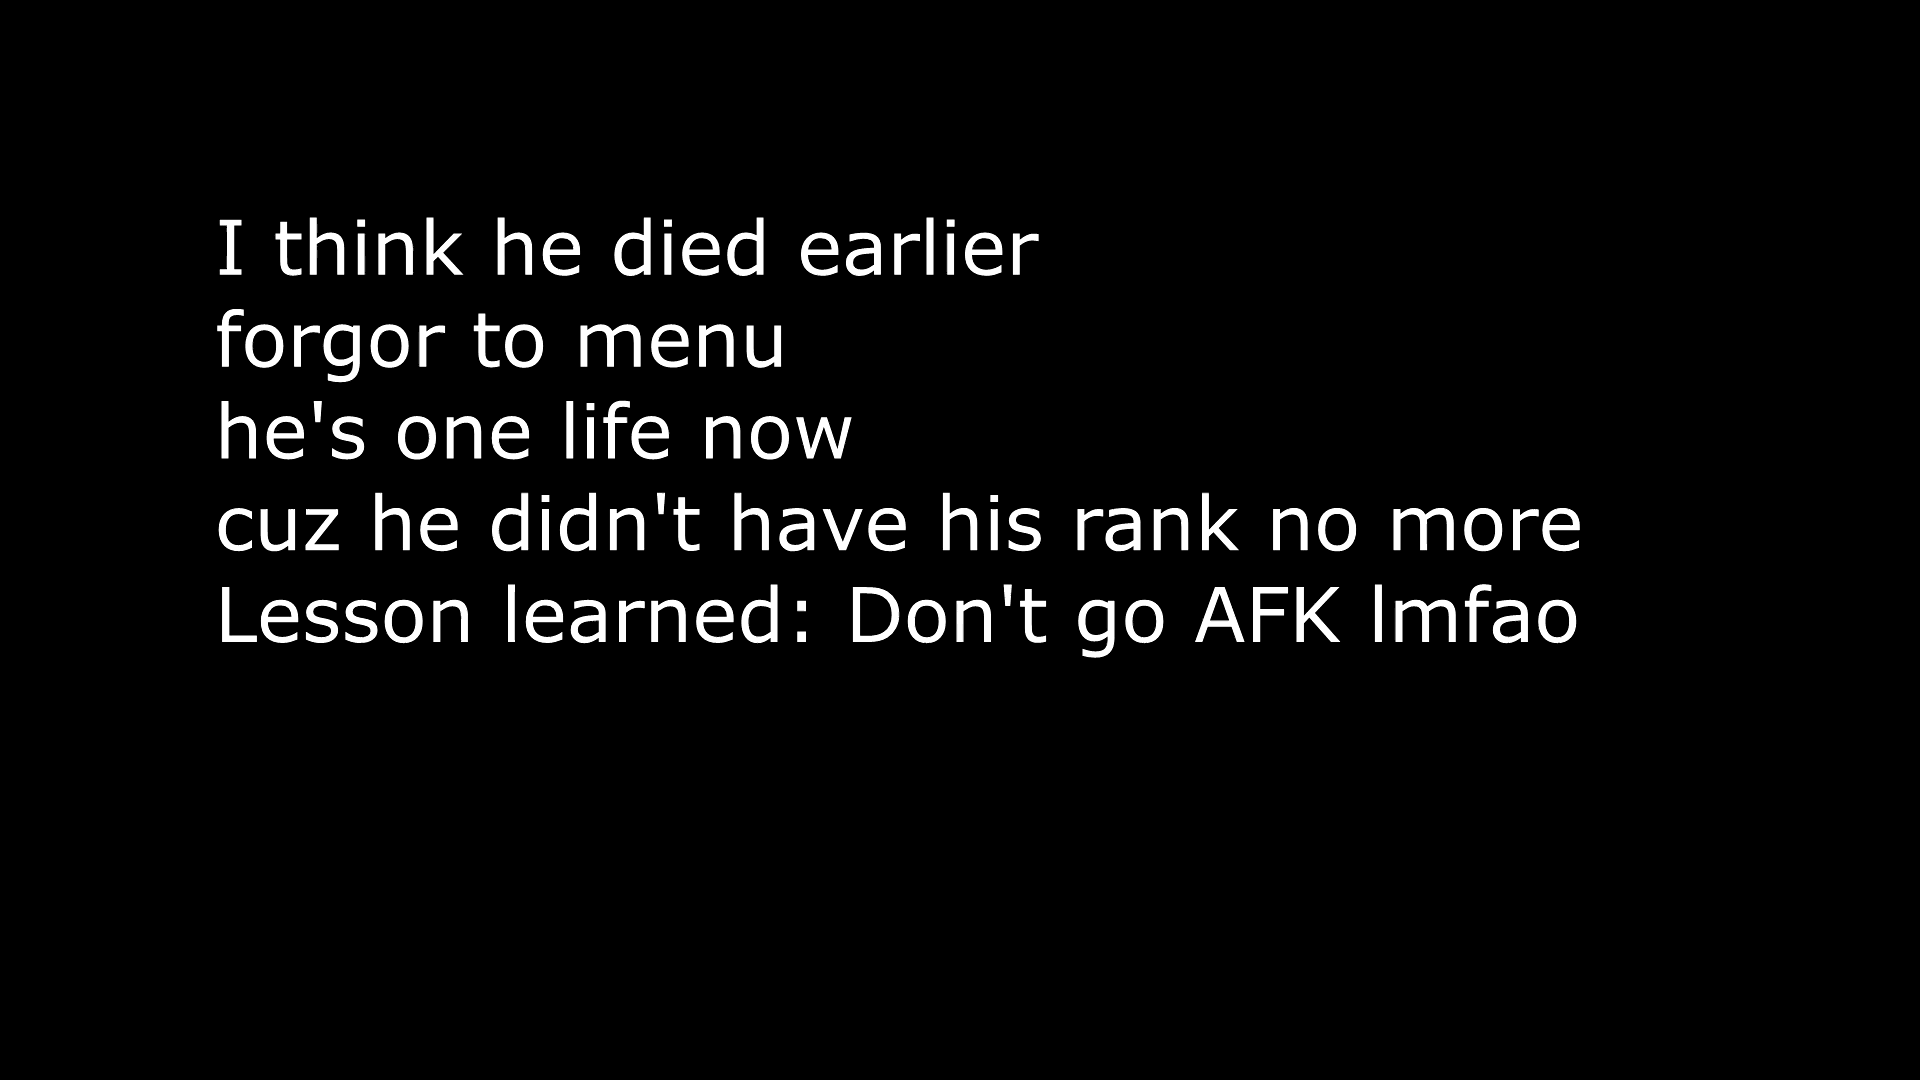 I think he died earlier
forgor to menu
he's one life now
cuz he didn't have his rank no more
Lesson learned: Don't go AFK lmfao